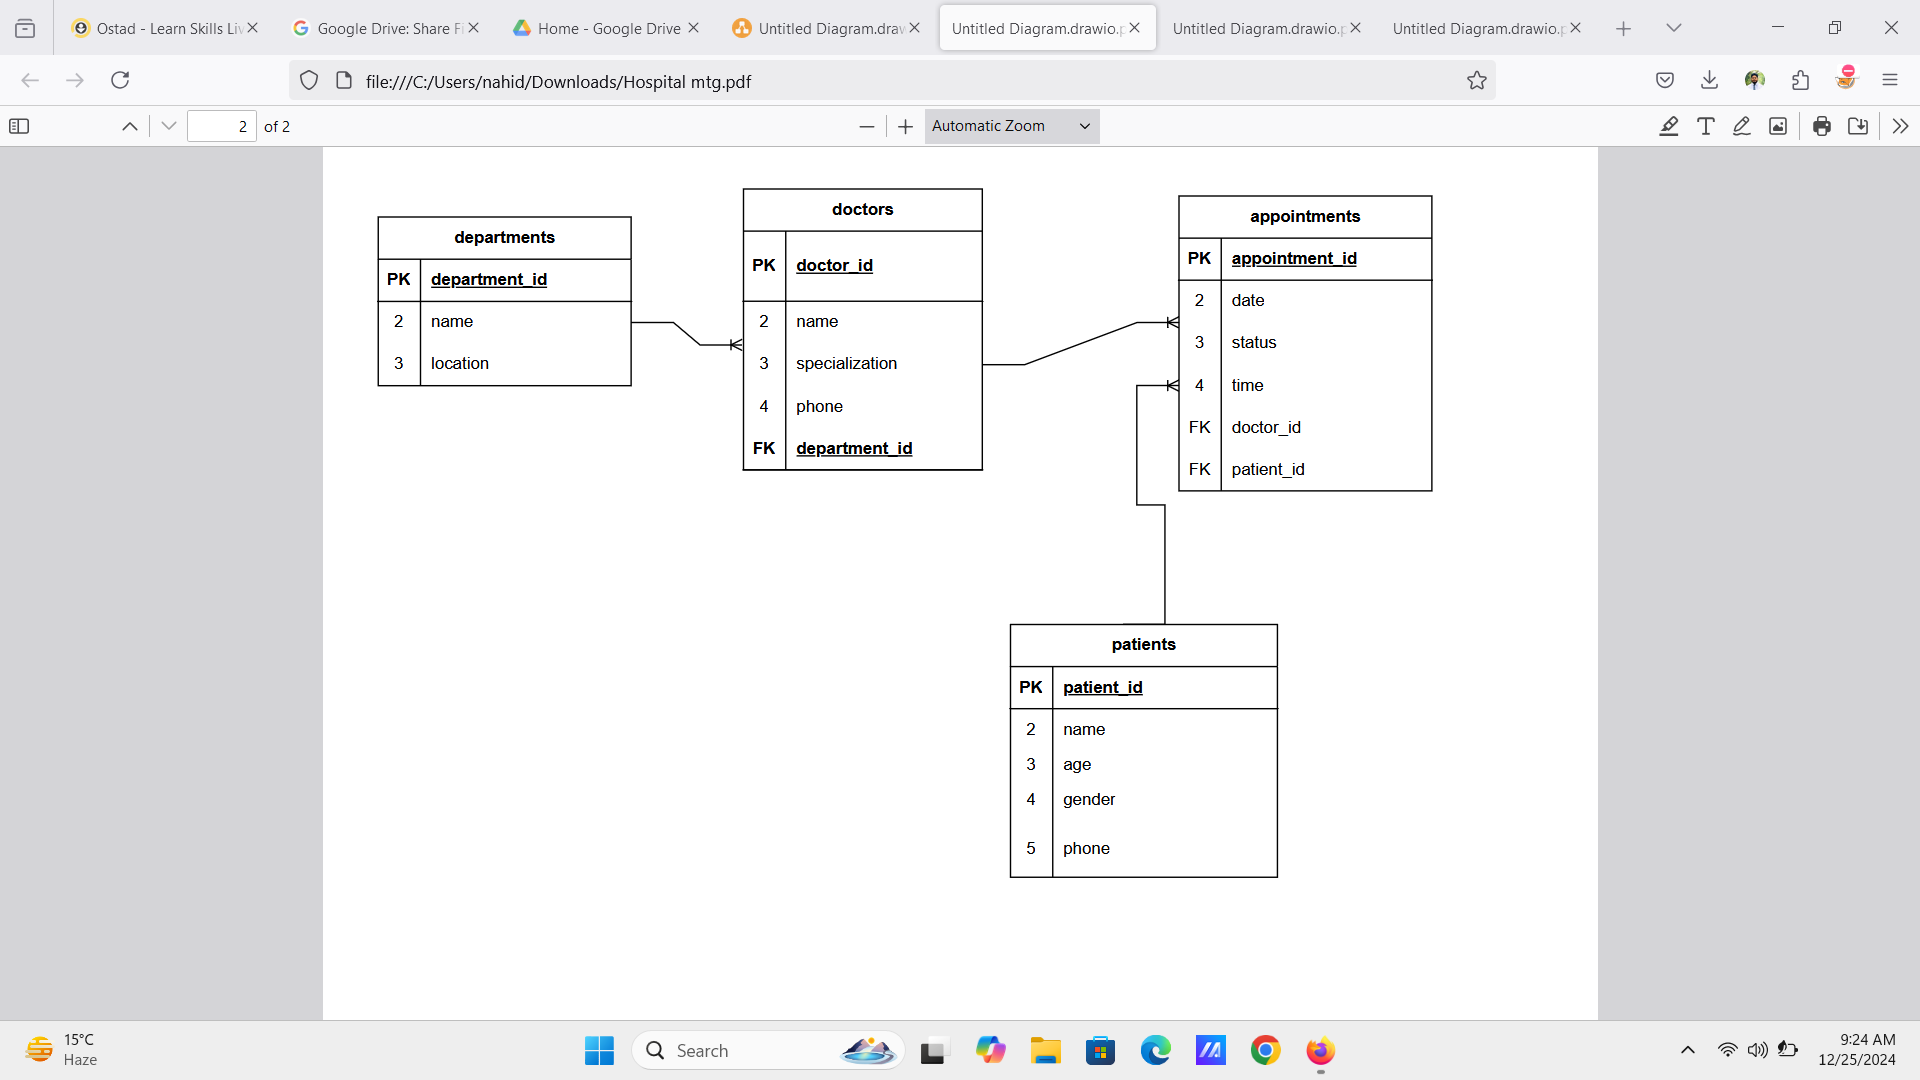 Ostad - Learn Skills Liv
Google Drive: Share Fi
Home - Google Drive
Untitled Diagram.draw
Untitled Diagram.drawio.p
Untitled Diagram.drawio.p
Untitled Diagram.drawio.p
file:///C:/Users/nahid/Downloads/Hospital mtg.pdf
2 of 2
Automatic Zoom
departments
PK department_id
2 name
3 location
doctors
PK doctor_id
2 name
3 specialization
4 phone
FK department_id
appointments
PK appointment_id
2 date
3 status
4 time
FK doctor_id
FK patient_id
patients
PK patient_id
2 name
3 age
4 gender
5 phone
15°C
Haze
Search
9:24 AM
12/25/2024